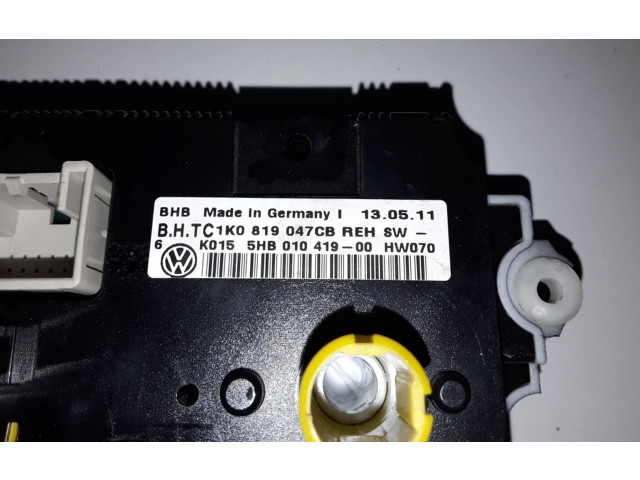 BHB Made in Germany I 13.05.11
B.H.TC1K0 819 047CB REH SW -
6 K015 5HB 010 419-00 HW070